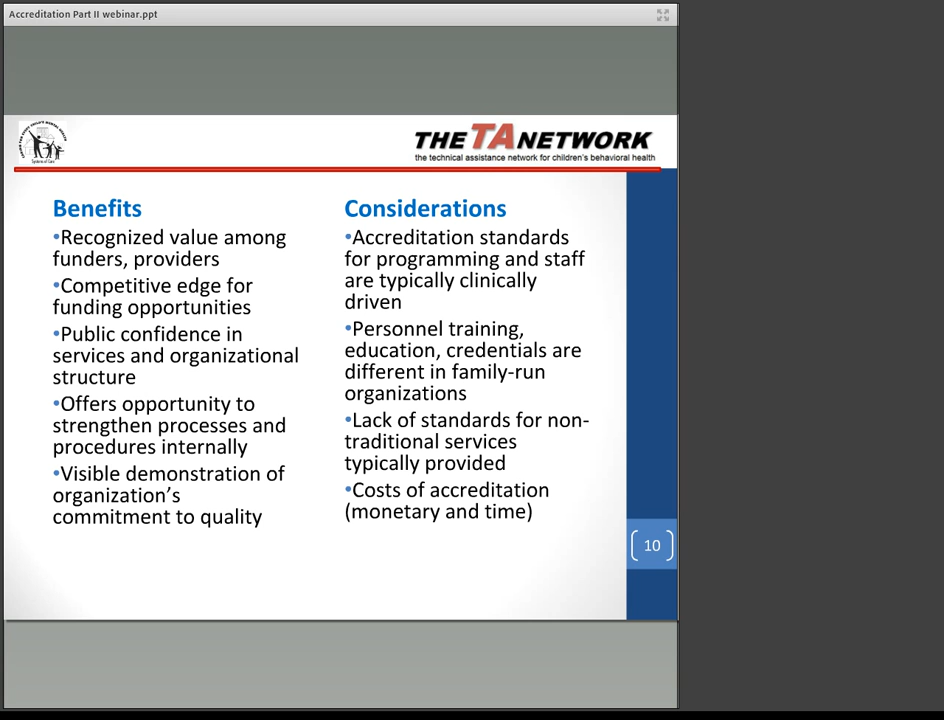 Accreditation Part II webinar.ppt
THE TA NETWORK
the technical assistance network for children's behavioral health
Benefits
•Recognized value among
funders, providers
•Competitive edge for
funding opportunities
•Public confidence in
services and organizational
structure
•Offers opportunity to
strengthen processes and
procedures internally
•Visible demonstration of
organization’s
commitment to quality
Considerations
•Accreditation standards
for programming and staff
are typically clinically
driven
•Personnel training,
education, credentials are
different in family-run
organizations
•Lack of standards for non-
traditional services
typically provided
•Costs of accreditation
(monetary and time)
10